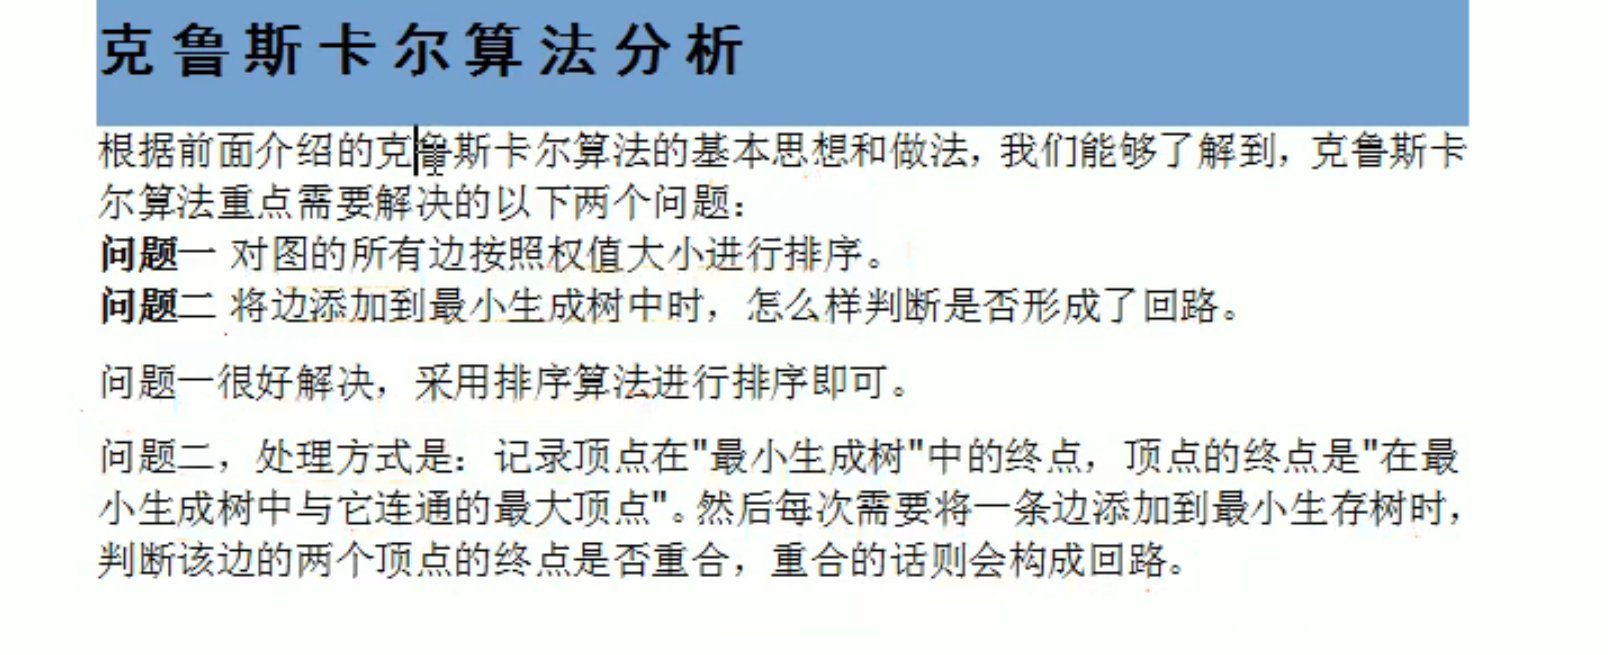 克鲁斯卡尔算法分析
根据前面介绍的克鲁斯卡尔算法的基本思想和做法，我们能够了解到，克鲁斯卡
尔算法重点需要解决的以下两个问题：
问题一 对图的所有边按照权值大小进行排序。
问题二 将边添加到最小生成树中时，怎么样判断是否形成了回路。
问题一很好解决，采用排序算法进行排序即可。
问题二，处理方式是：记录顶点在"最小生成树"中的终点，顶点的终点是"在最
小生成树中与它连通的最大顶点"。然后每次需要将一条边添加到最小生存树时，
判断该边的两个顶点的终点是否重合，重合的话则会构成回路。